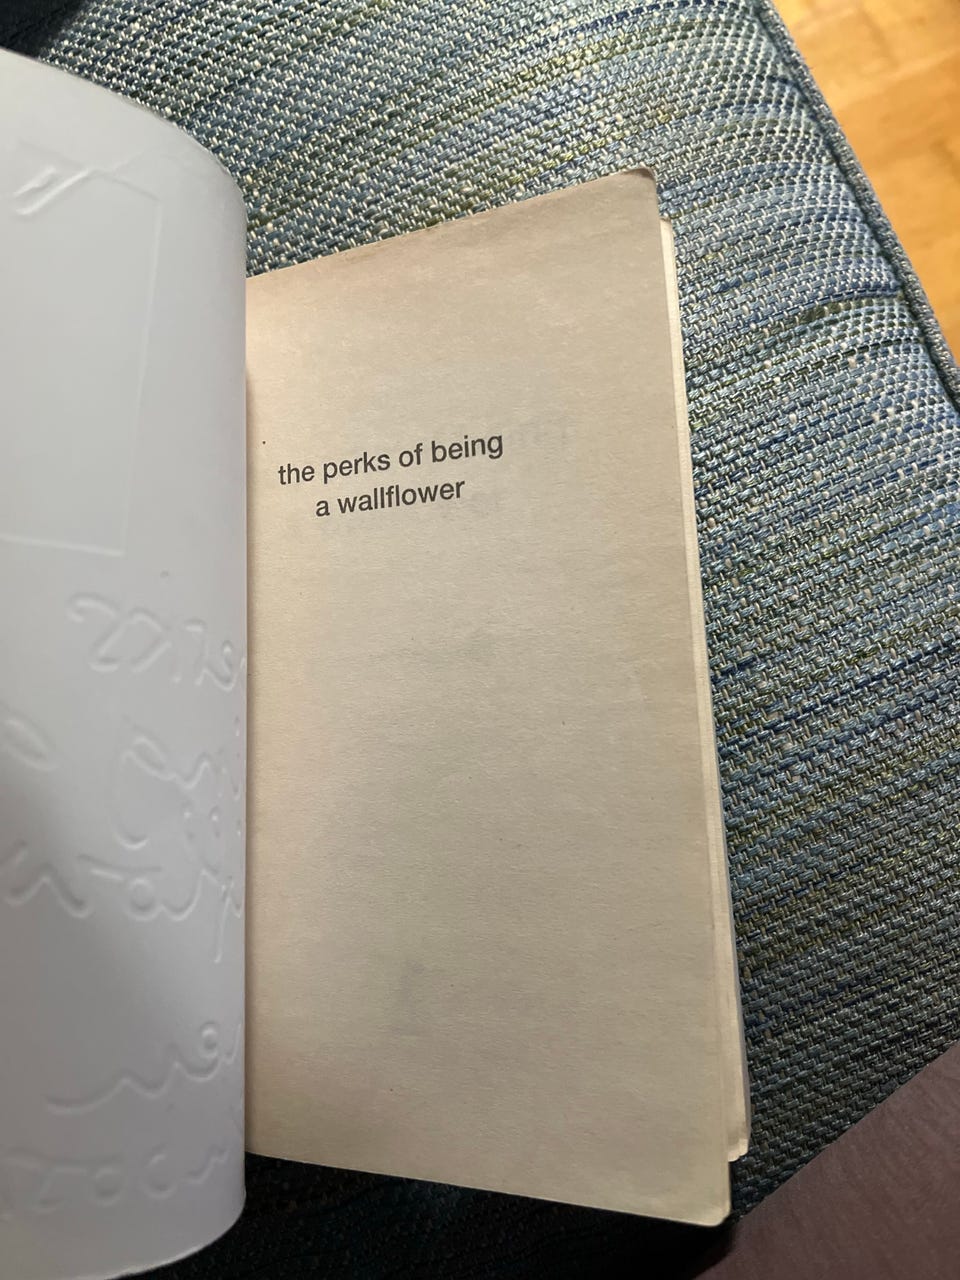 the perks of being
a wallflower